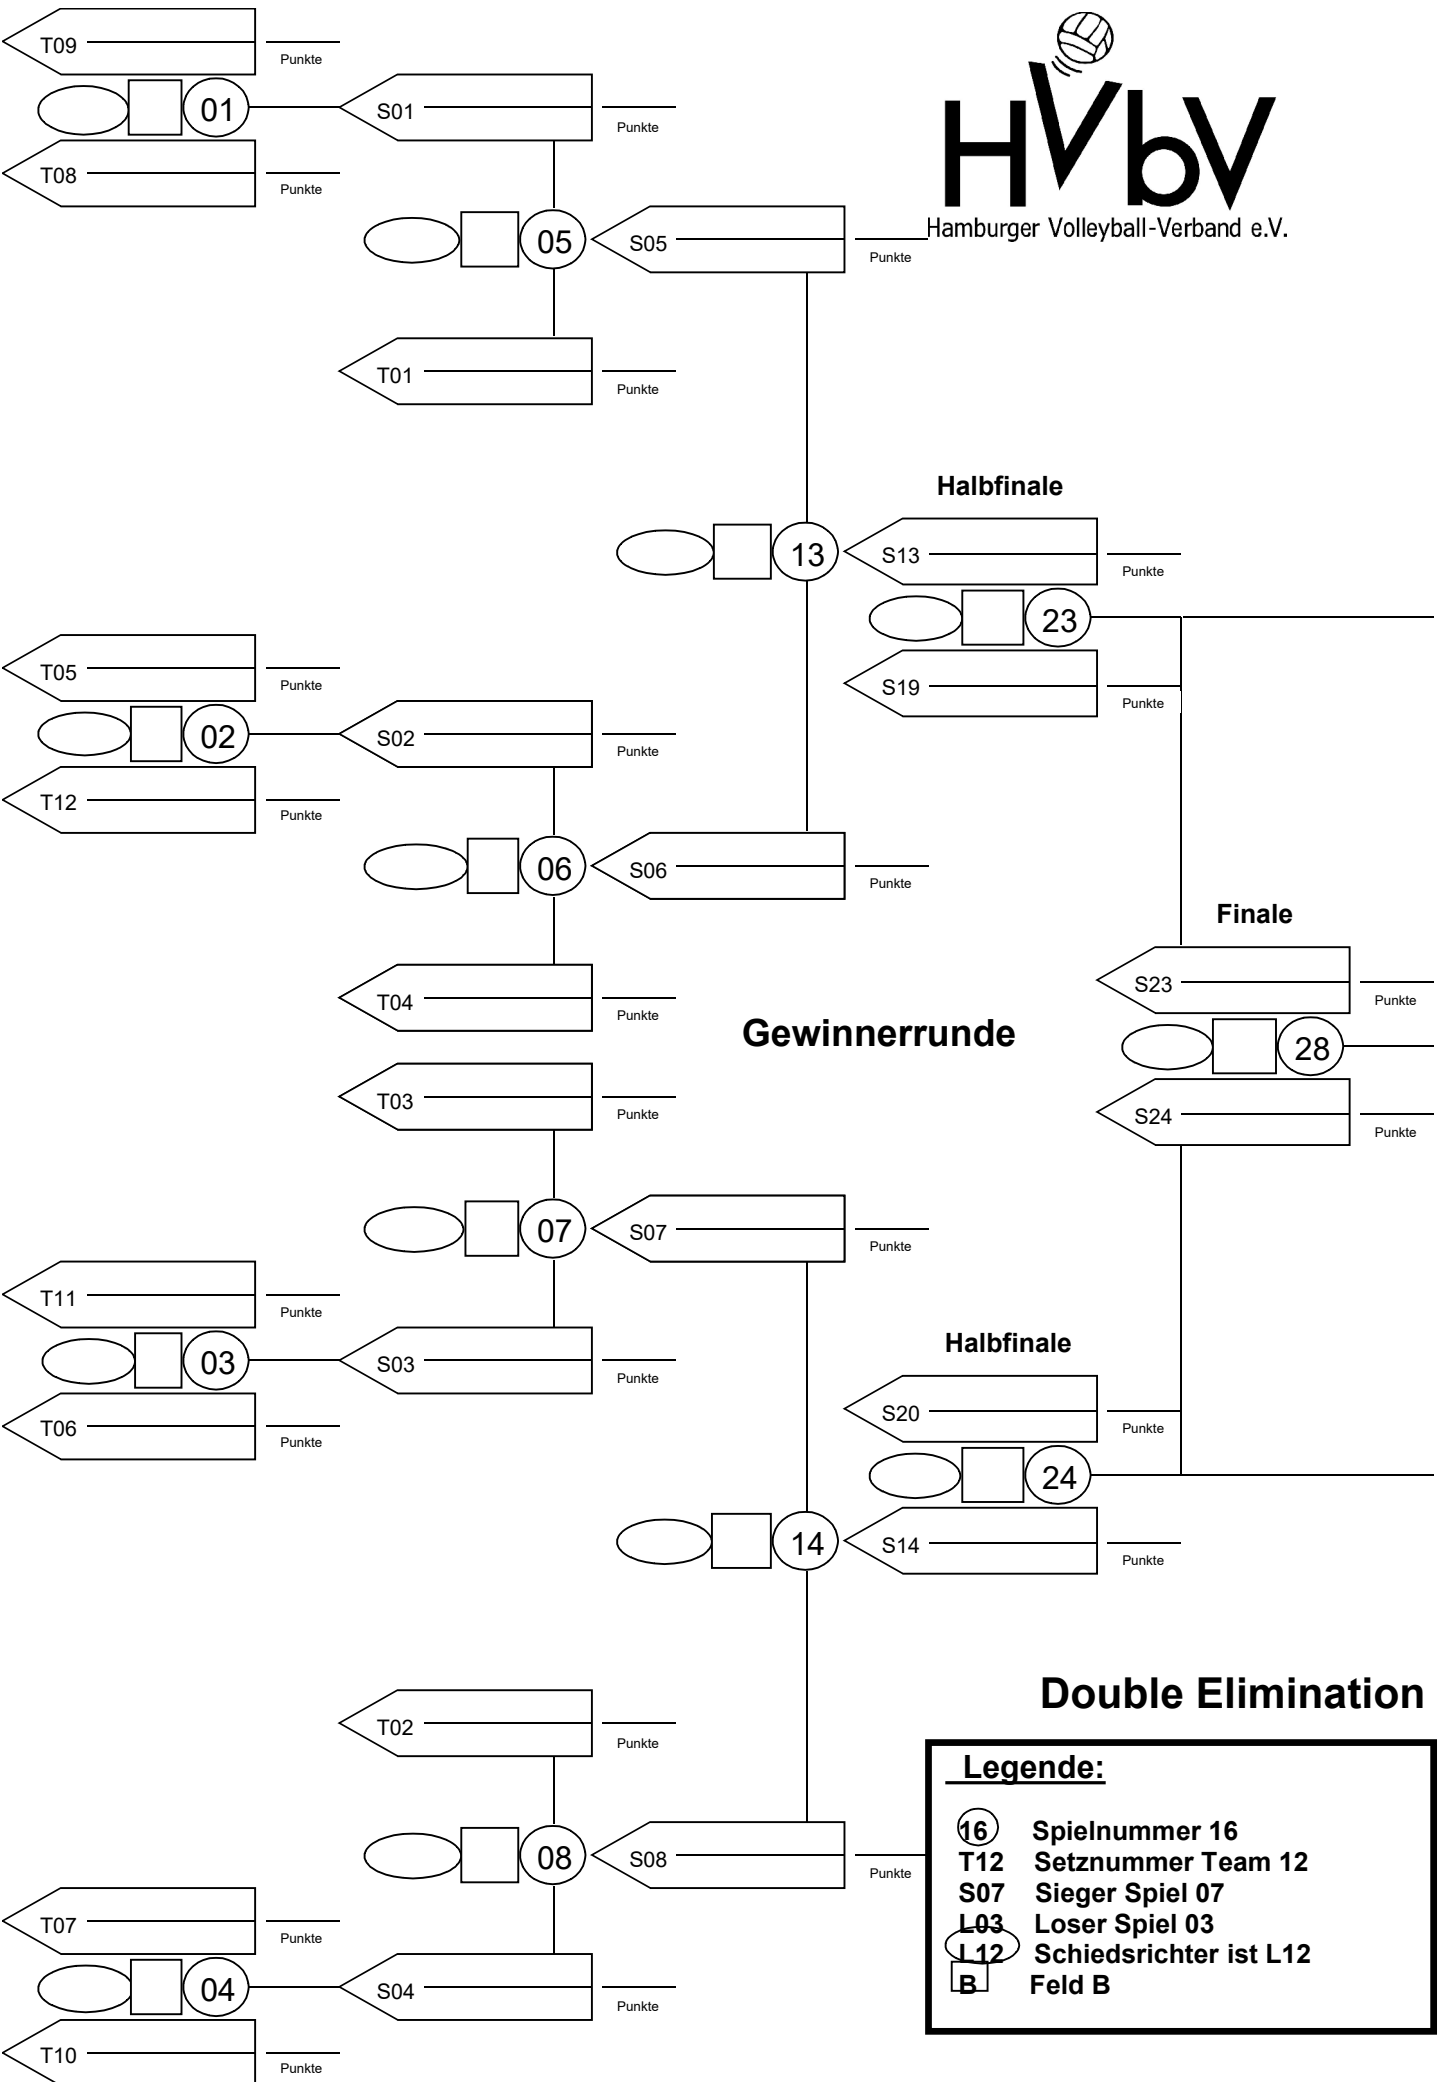 T09
Punkte
01
S01
Punkte
T08
Punkte
HVbV
Hamburger Volleyball-Verband e.V.
05
S05
Punkte
T01
Punkte
Halbfinale
13
S13
Punkte
23
S19
Punkte
T05
Punkte
02
S02
Punkte
T12
Punkte
06
S06
Punkte
Finale
S23
Punkte
T04
Punkte
Gewinnerrunde
28
T03
Punkte
S24
Punkte
07
S07
Punkte
T11
Punkte
03
S03
Punkte
T06
Punkte
Halbfinale
S20
Punkte
24
14
S14
Punkte
Double Elimination
T02
Punkte
08
S08
Punkte
T07
Punkte
04
S04
Punkte
T10
Punkte
Legende:
16 Spielnummer 16
T12 Setznummer Team 12
S07 Sieger Spiel 07
L03 Loser Spiel 03
L12 Schiedsrichter ist L12
B Feld B